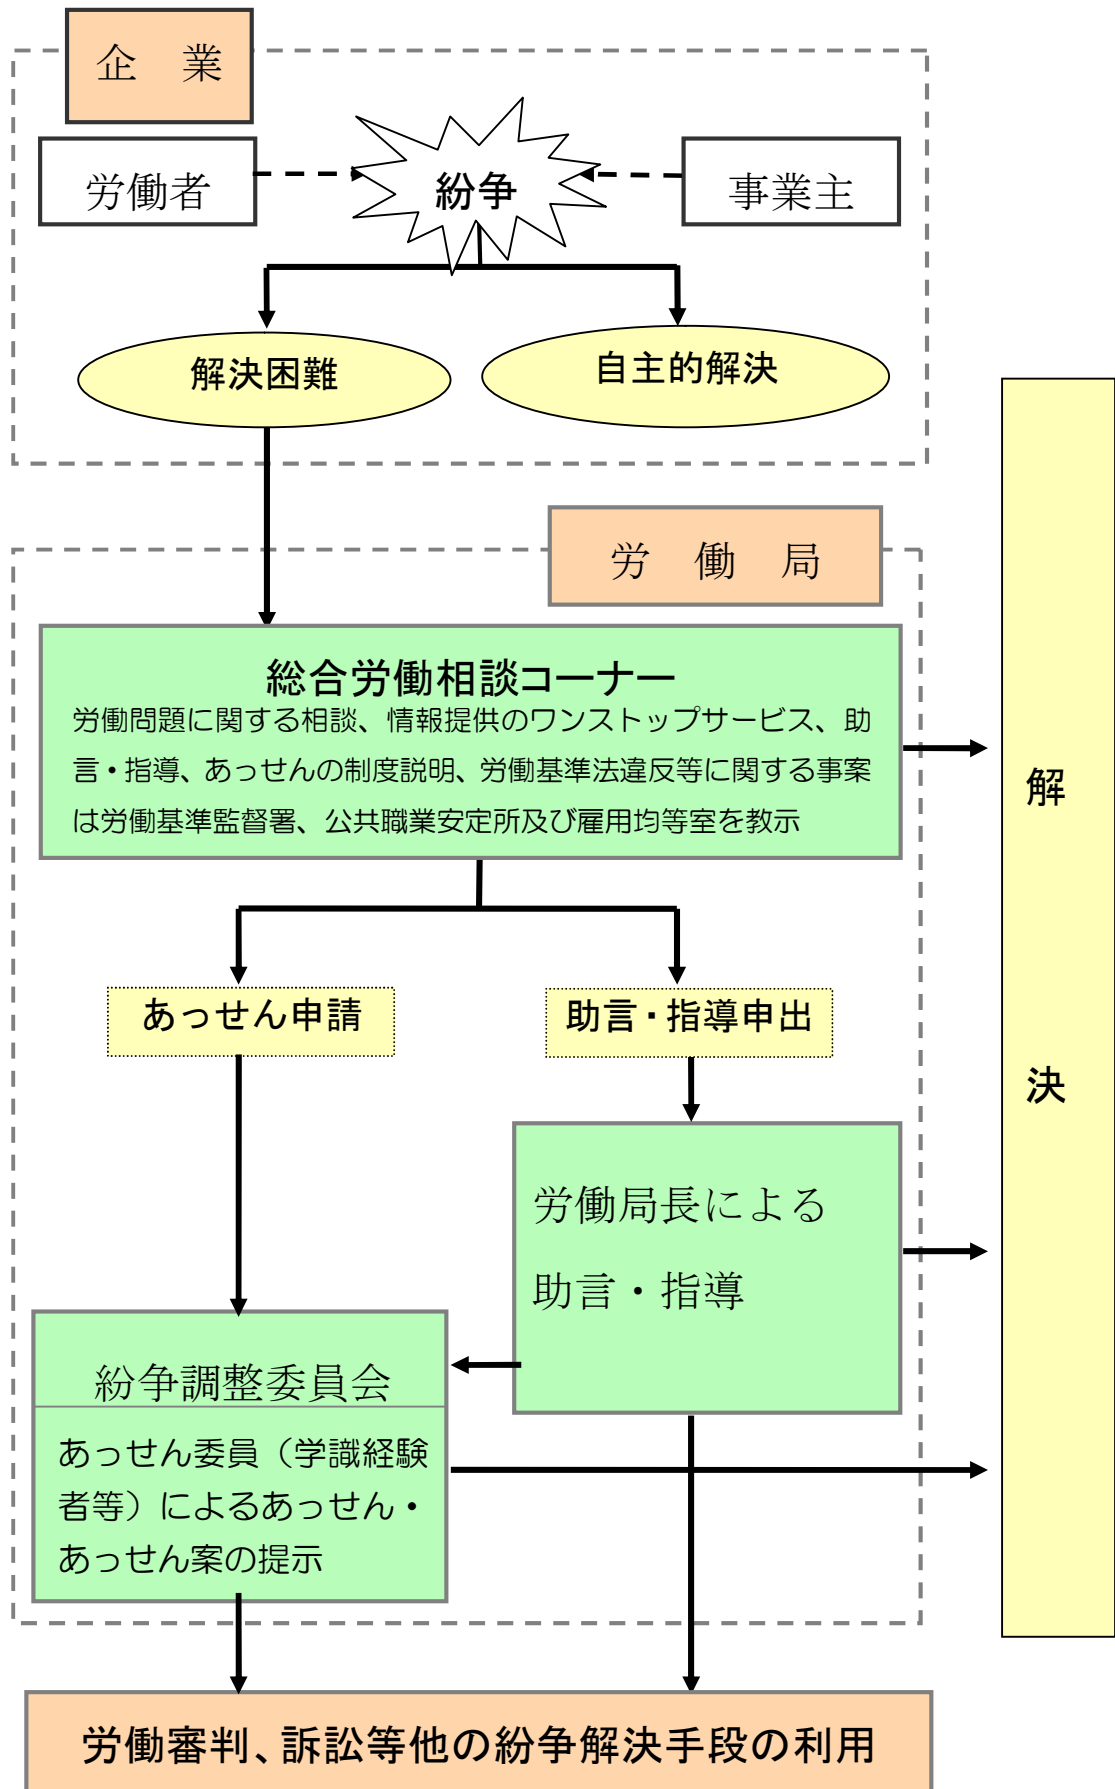 企 業
労働者
紛争
事業主
解決困難
自主的解決
労 働 局
総合労働相談コーナー
労働問題に関する相談、情報提供のワンストップサービス、助
言・指導、あっせんの制度説明、労働基準法違反等に関する事案
は労働基準監督署、公共職業安定所及び雇用均等室を教示
解
決
あっせん申請
助言・指導申出
労働局長による
助言・指導
紛争調整委員会
あっせん委員（学識経験
者等）によるあっせん・
あっせん案の提示
労働審判、訴訟等他の紛争解決手段の利用